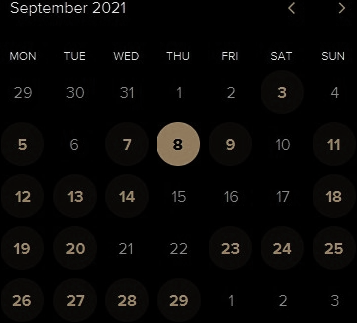 September 2021 < >
MON TUE WED THU FRI SAT SUN
29 30 31 1 2 3 4
5 6 7 8 9 10 11
12 13 14 15 16 17 18
19 20 21 22 23 24 25
26 27 28 29 1 2 3